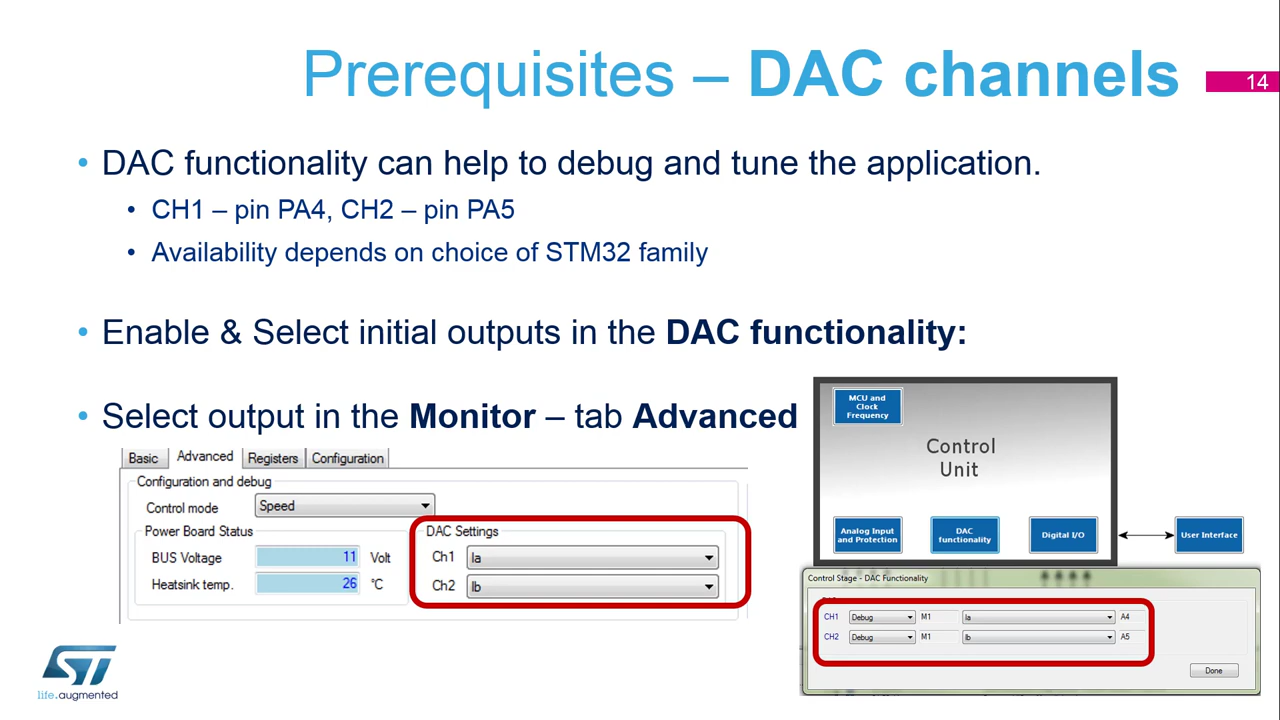 Prerequisites – DAC channels
14
• DAC functionality can help to debug and tune the application.
• CH1 – pin PA4, CH2 – pin PA5
• Availability depends on choice of STM32 family
• Enable & Select initial outputs in the DAC functionality:
• Select output in the Monitor – tab Advanced
Basic Advanced Registers Configuration
Configuration and debug
Control mode Speed
Power Board Status
BUS Voltage 11 Volt
Heatsink temp. 26 °C
DAC Settings
Ch1 Ia
Ch2 Ib
MCU and
Clock
Frequency
Control
Unit
Analog Input
and Protection
DAC
functionality
Digital I/O
User Interface
Control Stage - DAC Functionality
CH1 Debug M1 Ia A4
CH2 Debug M1 Ib A5
Done
ST
life.augmented